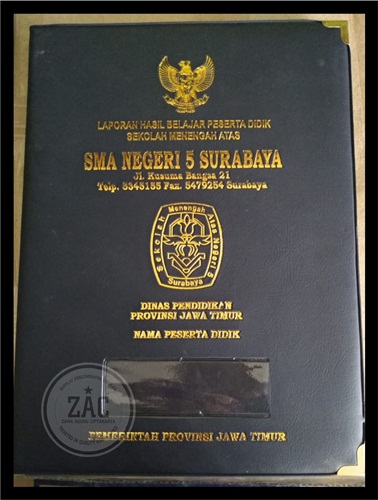 LAPORAN HASIL BELAJAR PESERTA DIDIK
SEKOLAH MENENGAH ATAS
SMA NEGERI 5 SURABAYA
Jl. Kusuma Bangsa 21
Telp. 5345155 Fax. 5479254 Surabaya
Sekolah Menengah Atas Negeri 5
Surabaya
DINAS PENDIDIKAN
PROVINSI JAWA TIMUR
NAMA PESERTA DIDIK
ZAC
PEMERINTAH PROVINSI JAWA TIMUR